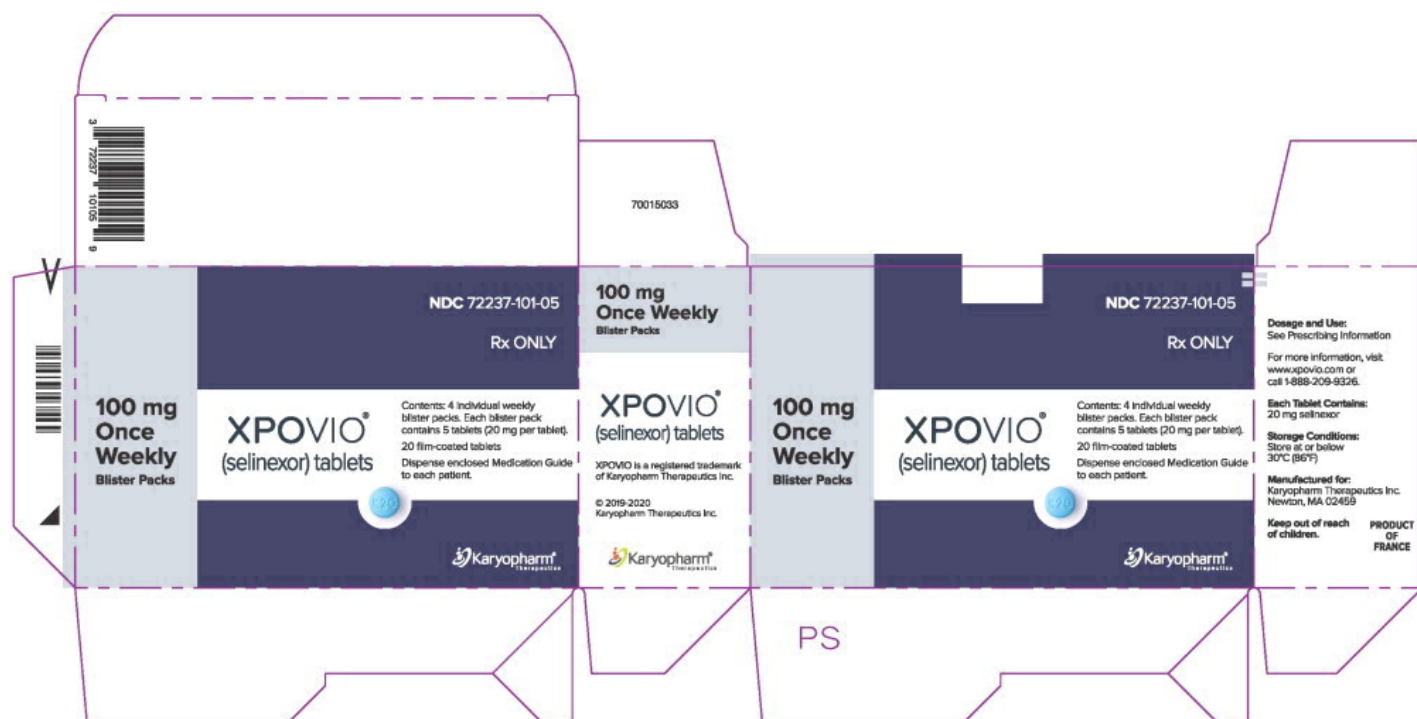 3 72237 10105 9
70015033
100 mg
Once
Weekly
Blister Packs
NDC 72237-101-05
Rx ONLY
XPOVIO®
(selinexor) tablets
Contents: 4 individual weekly
blister packs. Each blister pack
contains 5 tablets (20 mg per tablet).
20 film-coated tablets
Dispense enclosed Medication Guide
to each patient.
K20
Karyopharm®
Therapeutics
100 mg
Once Weekly
Blister Packs
XPOVIO®
(selinexor) tablets
XPOVIO is a registered trademark
of Karyopharm Therapeutics Inc.
© 2019-2020
Karyopharm Therapeutics Inc.
Karyopharm®
Therapeutics
100 mg
Once
Weekly
Blister Packs
NDC 72237-101-05
Rx ONLY
XPOVIO®
(selinexor) tablets
Contents: 4 individual weekly
blister packs. Each blister pack
contains 5 tablets (20 mg per tablet).
20 film-coated tablets
Dispense enclosed Medication Guide
to each patient.
K20
Karyopharm®
Therapeutics
Dosage and Use:
See Prescribing Information
For more information, visit
www.xpovio.com or
call 1-888-209-9326.
Each Tablet Contains:
20 mg selinexor
Storage Conditions:
Store at or below
30°C (86°F)
Manufactured for:
Karyopharm Therapeutics Inc.
Newton, MA 02459
Keep out of reach
of children.
PRODUCT
OF
FRANCE
PS